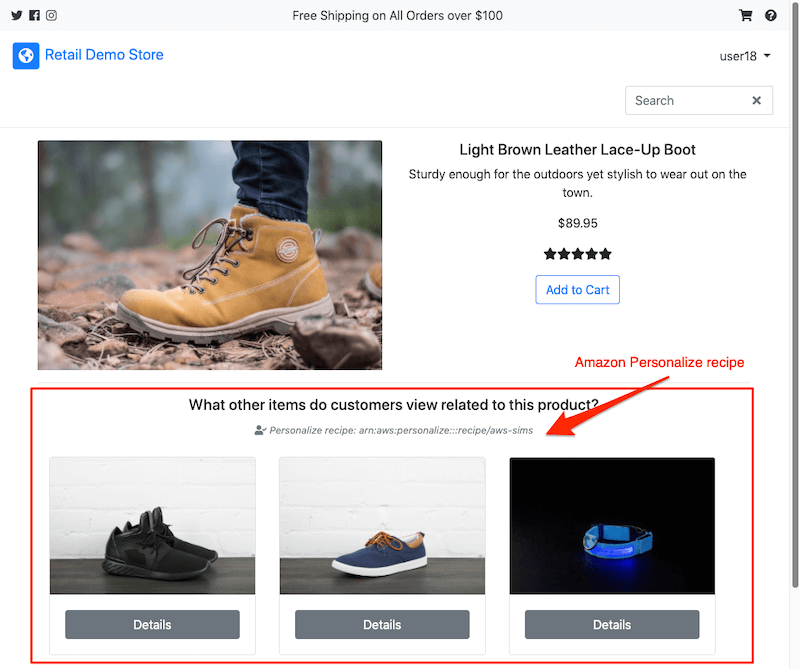 Free Shipping on All Orders over $100
Retail Demo Store
user18
Search
Light Brown Leather Lace-Up Boot
Sturdy enough for the outdoors yet stylish to wear out on the
town.
$89.95
Add to Cart
Amazon Personalize recipe
What other items do customers view related to this product?
Personalize recipe: arn:aws:personalize:::recipe/aws-sims
Details
Details
Details